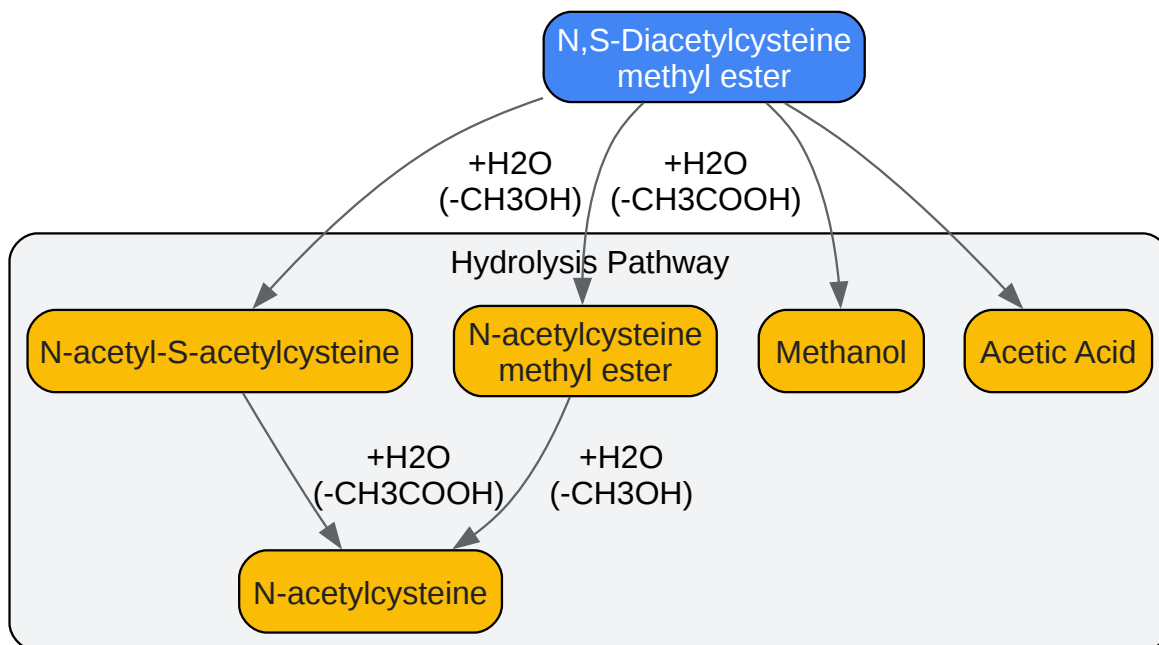 N,S-Diacetylcysteine
methyl ester
+H2O
(-CH3OH)
+H2O
(-CH3COOH)
Hydrolysis Pathway
N-acetyl-S-acetylcysteine
N-acetylcysteine
methyl ester
Methanol
Acetic Acid
+H2O
(-CH3COOH)
+H2O
(-CH3OH)
N-acetylcysteine